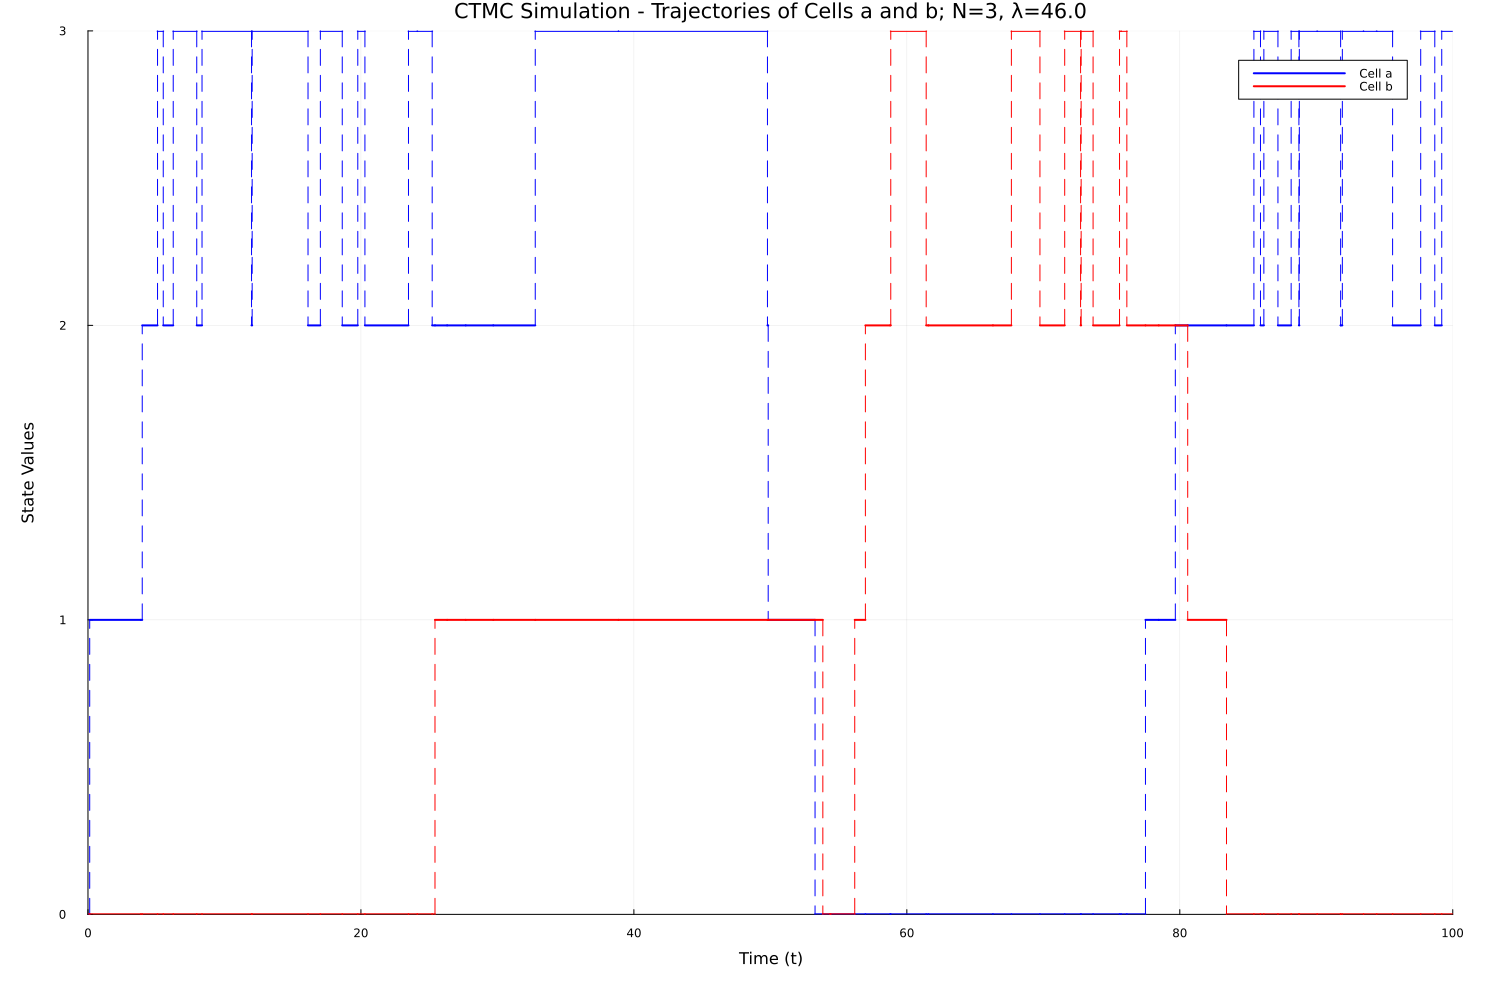 CTMC Simulation - Trajectories of Cells a and b; N=3, λ=46.0
3
Cell a
Cell b
2
State Values
1
0
0 20 40 60 80 100
Time (t)